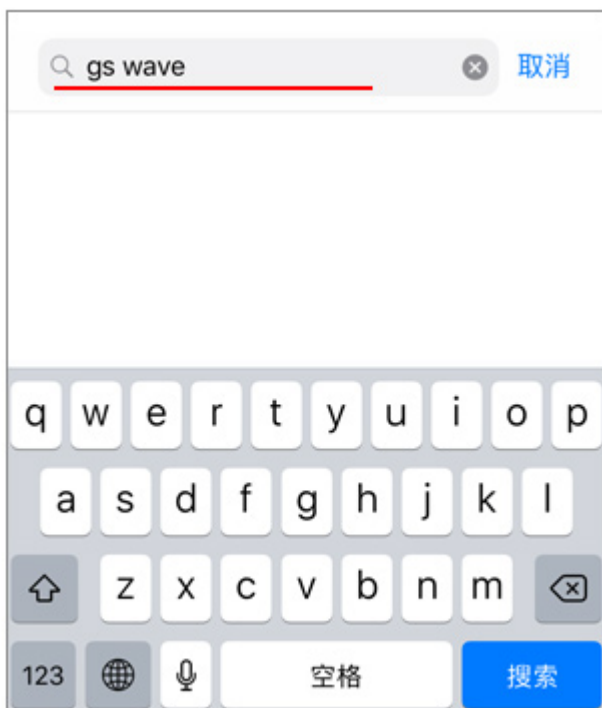 gs wave 取消
q w e r t y u i o p
a s d f g h j k l
z x c v b n m
123 空格 搜索